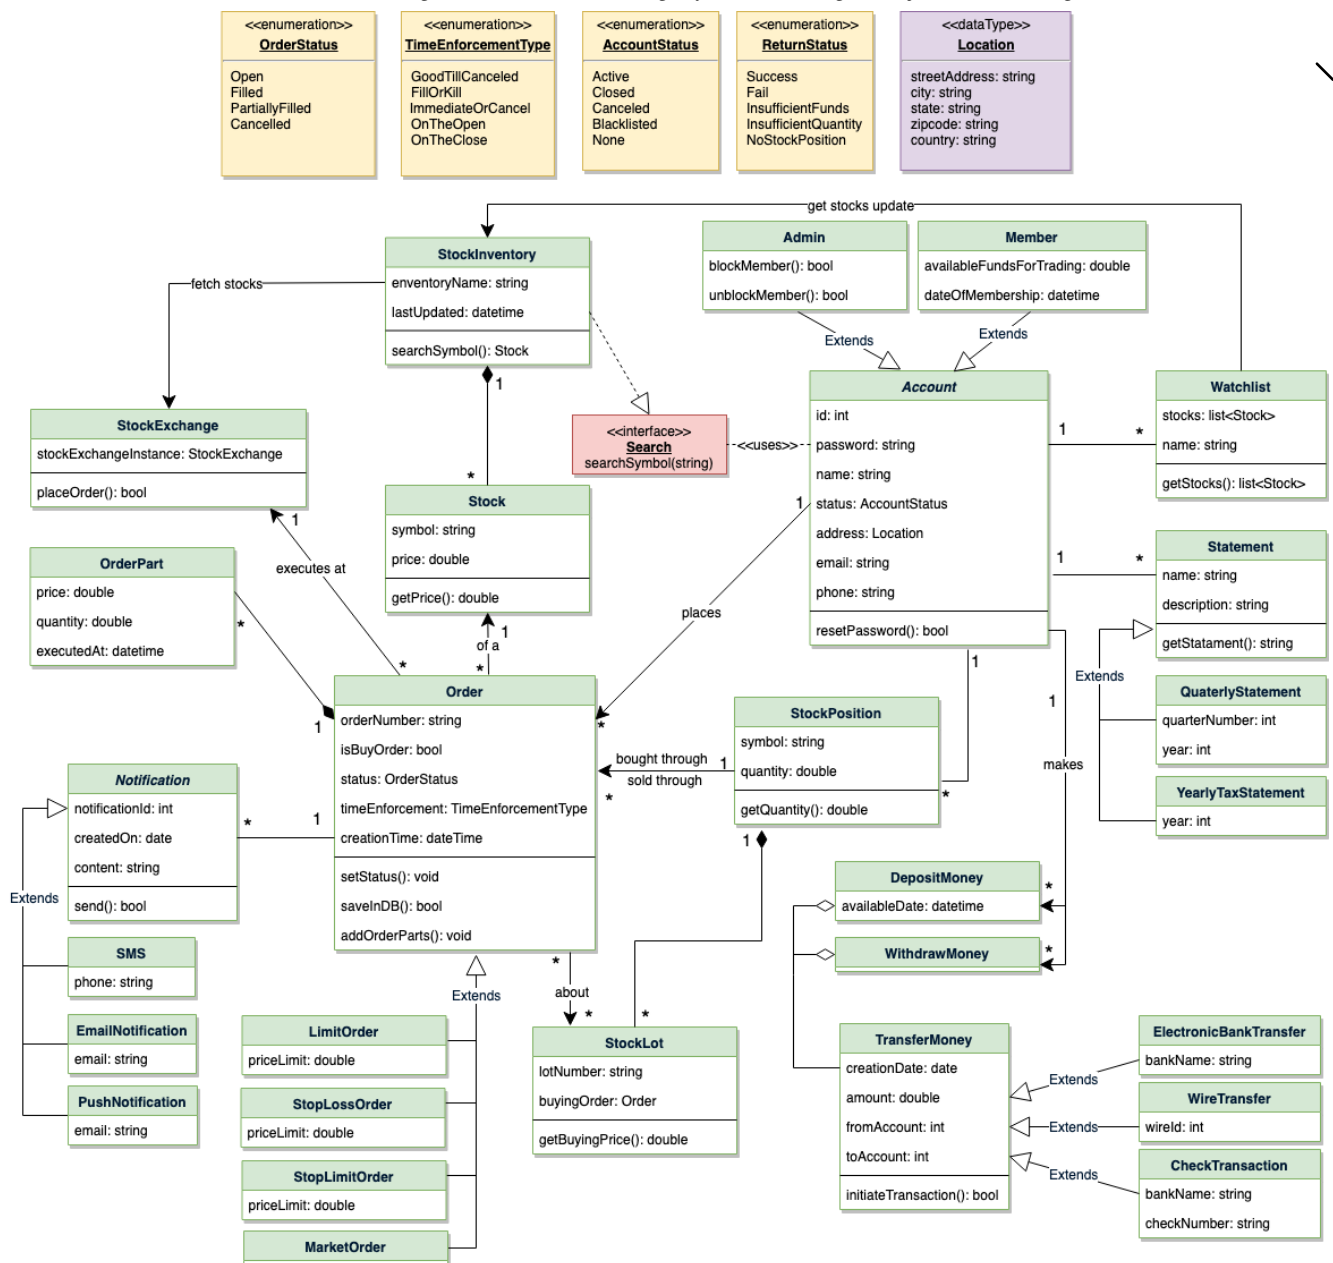 <<enumeration>>
OrderStatus
Open
Filled
PartiallyFilled
Cancelled
<<enumeration>>
TimeEnforcementType
GoodTillCanceled
FillOrKill
ImmediateOrCancel
OnTheOpen
OnTheClose
<<enumeration>>
AccountStatus
Active
Closed
Canceled
Blacklisted
None
<<enumeration>>
ReturnStatus
Success
Fail
InsufficientFunds
InsufficientQuantity
NoStockPosition
<<dataType>>
Location
streetAddress: string
city: string
state: string
zipcode: string
country: string
get stocks update
StockInventory
enventoryName: string
lastUpdated: datetime
searchSymbol(): Stock
fetch stocks
Admin
blockMember(): bool
unblockMember(): bool
Member
availableFundsForTrading: double
dateOfMembership: datetime
Extends
Extends
StockExchange
stockExchangeInstance: StockExchange
placeOrder(): bool
1
*
<<interface>>
Search
searchSymbol(string)
<<uses>>
Account
id: int
password: string
name: string
status: AccountStatus
address: Location
email: string
phone: string
resetPassword(): bool
1
*
Watchlist
stocks: list<Stock>
name: string
getStocks(): list<Stock>
Stock
symbol: string
price: double
getPrice(): double
1
executes at
*
1
of a
*
1
places
*
1
*
Statement
name: string
description: string
getStatament(): string
Extends
QuaterlyStatement
quarterNumber: int
year: int
YearlyTaxStatement
year: int
OrderPart
price: double
quantity: double
executedAt: datetime
*
1
Order
orderNumber: string
isBuyOrder: bool
status: OrderStatus
timeEnforcement: TimeEnforcementType
creationTime: dateTime
setStatus(): void
saveInDB(): bool
addOrderParts(): void
bought through
sold through
1
*
StockPosition
symbol: string
quantity: double
getQuantity(): double
1
*
1
makes
*
*
Notification
notificationId: int
createdOn: date
content: string
send(): bool
*
1
Extends
SMS
phone: string
EmailNotification
email: string
PushNotification
email: string
Extends
LimitOrder
priceLimit: double
StopLossOrder
priceLimit: double
StopLimitOrder
priceLimit: double
MarketOrder
*
about
*
1
*
StockLot
lotNumber: string
buyingOrder: Order
getBuyingPrice(): double
DepositMoney
availableDate: datetime
WithdrawMoney
TransferMoney
creationDate: date
amount: double
fromAccount: int
toAccount: int
initiateTransaction(): bool
Extends
Extends
Extends
ElectronicBankTransfer
bankName: string
WireTransfer
wireId: int
CheckTransaction
bankName: string
checkNumber: string